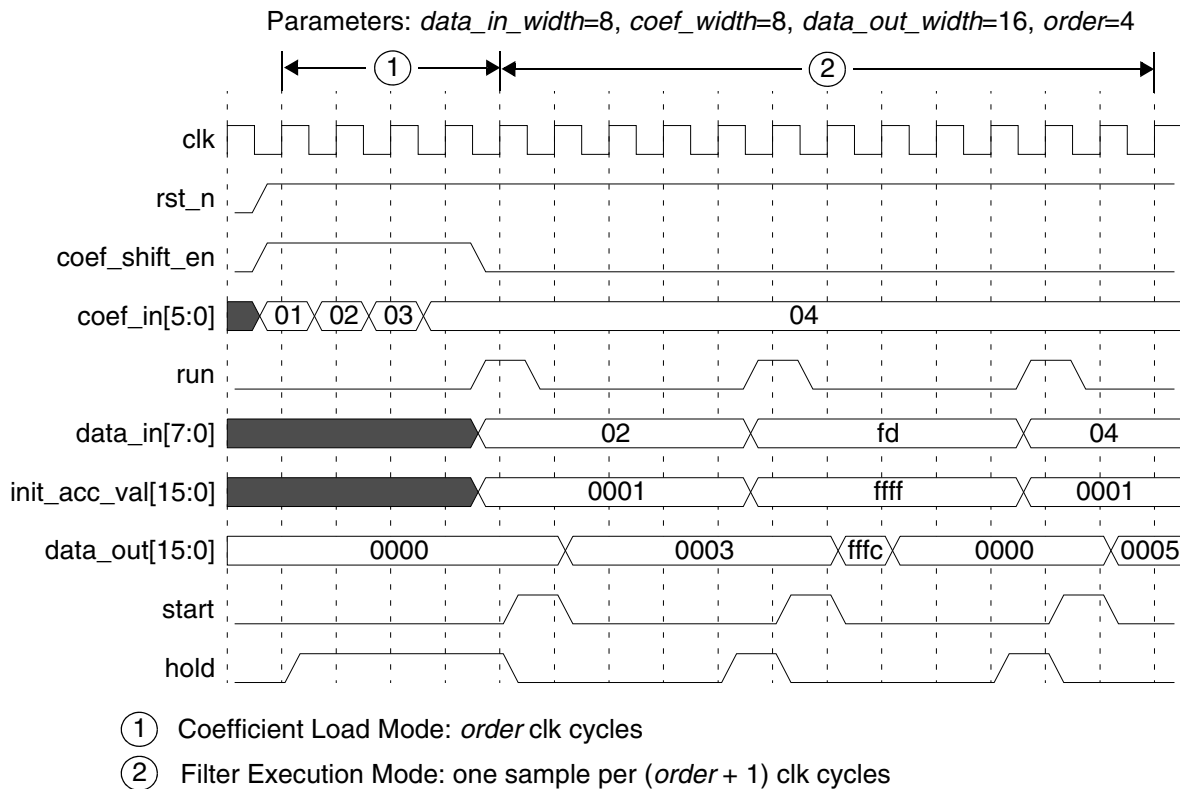 Parameters: data_in_width=8, coef_width=8, data_out_width=16, order=4
1 2
clk
rst_n
coef_shift_en
coef_in[5:0] 01 02 03 04
run
data_in[7:0] 02 fd 04
init_acc_val[15:0] 0001 ffff 0001
data_out[15:0] 0000 0003 fffc 0000 0005
start
hold
1 Coefficient Load Mode: order clk cycles
2 Filter Execution Mode: one sample per (order + 1) clk cycles